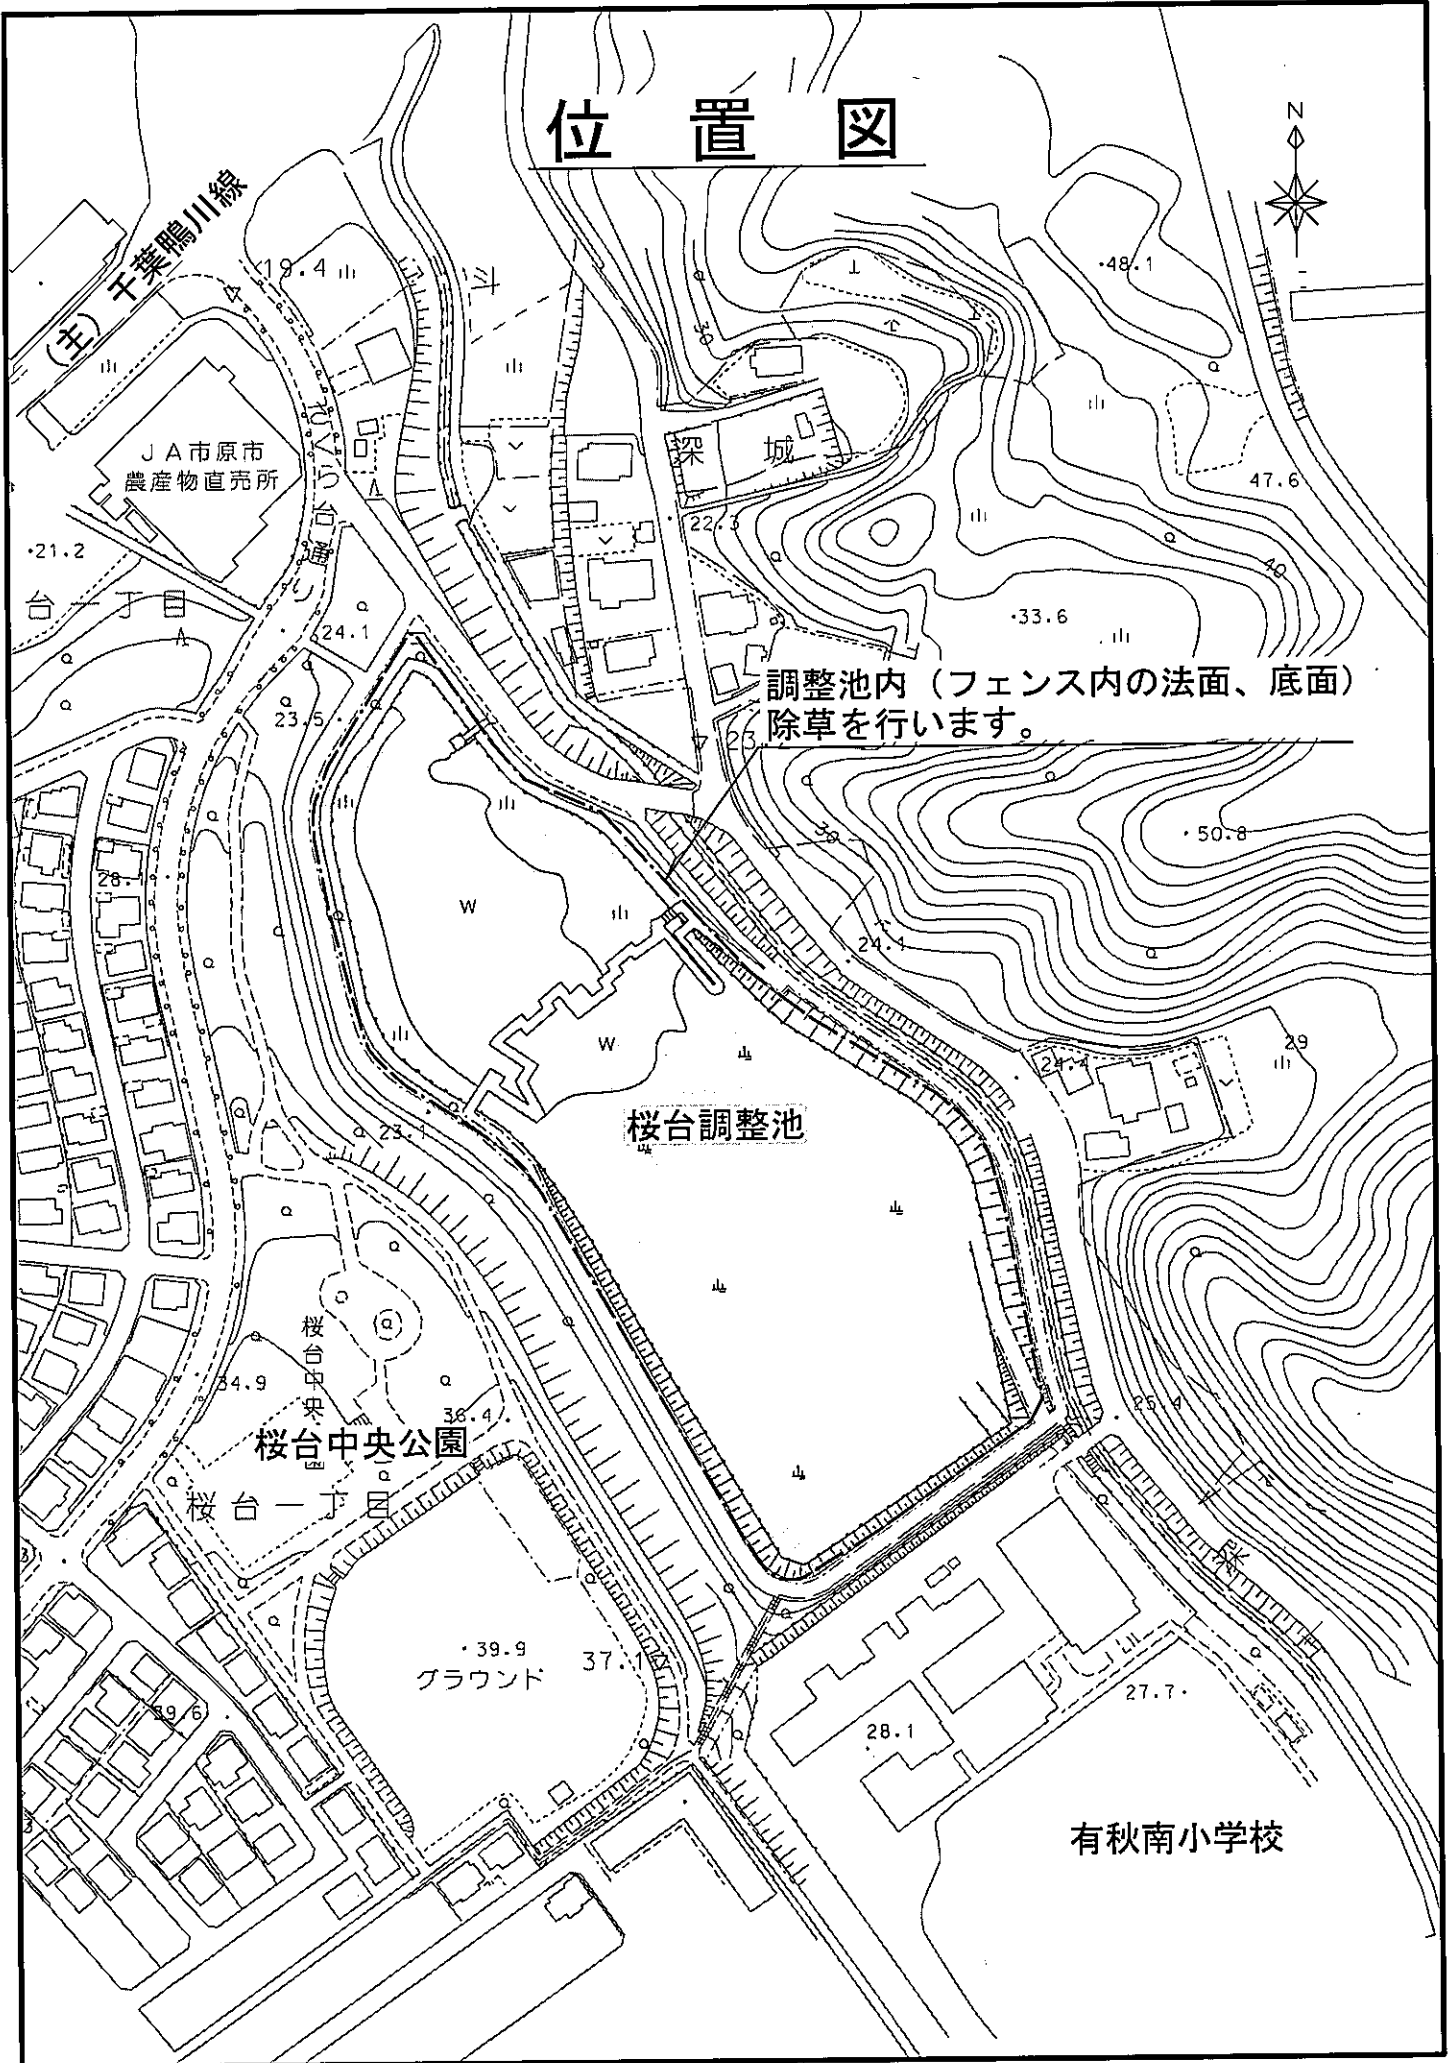 位置図
N
(主)千葉鴨川線
19.4
・48.1
30
JA市原市
農産物直売所
深城
47.6
22.3
・21.2
40
台一丁目
24.1
・33.6
調整池内（フェンス内の法面、底面）
除草を行います。
23.5
23
・50.8
30
28.1
W
24.1
W
29
24.4
桜台調整池
23.1
桜台中央
34.9
36.4
25.4
桜台中央公園
桜台一丁目
・39.9
グラウンド
37.1
27.7・
39.6
28.1
有秋南小学校